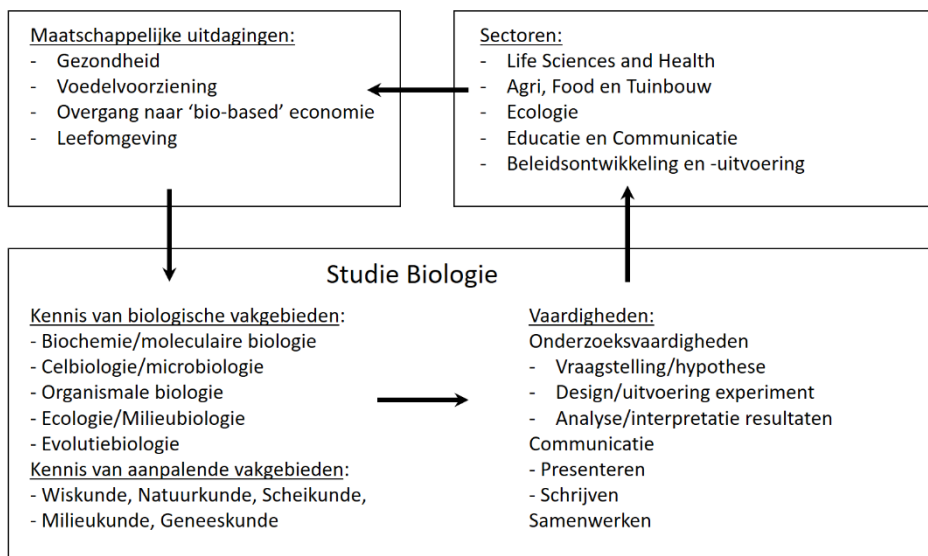 Maatschappelijke uitdagingen:
- Gezondheid
- Voedelvoorziening
- Overgang naar ‘bio-based’ economie
- Leefomgeving
Sectoren:
- Life Sciences and Health
- Agri, Food en Tuinbouw
- Ecologie
- Educatie en Communicatie
- Beleidsontwikkeling en -uitvoering
Studie Biologie
Kennis van biologische vakgebieden:
- Biochemie/moleculaire biologie
- Celbiologie/microbiologie
- Organismale biologie
- Ecologie/Milieubiologie
- Evolutiebiologie
Kennis van aanpalende vakgebieden:
- Wiskunde, Natuurkunde, Scheikunde,
- Milieukunde, Geneeskunde
Vaardigheden:
Onderzoeksvaardigheden
- Vraagstelling/hypothese
- Design/uitvoering experiment
- Analyse/interpretatie resultaten
Communicatie
- Presenteren
- Schrijven
Samenwerken